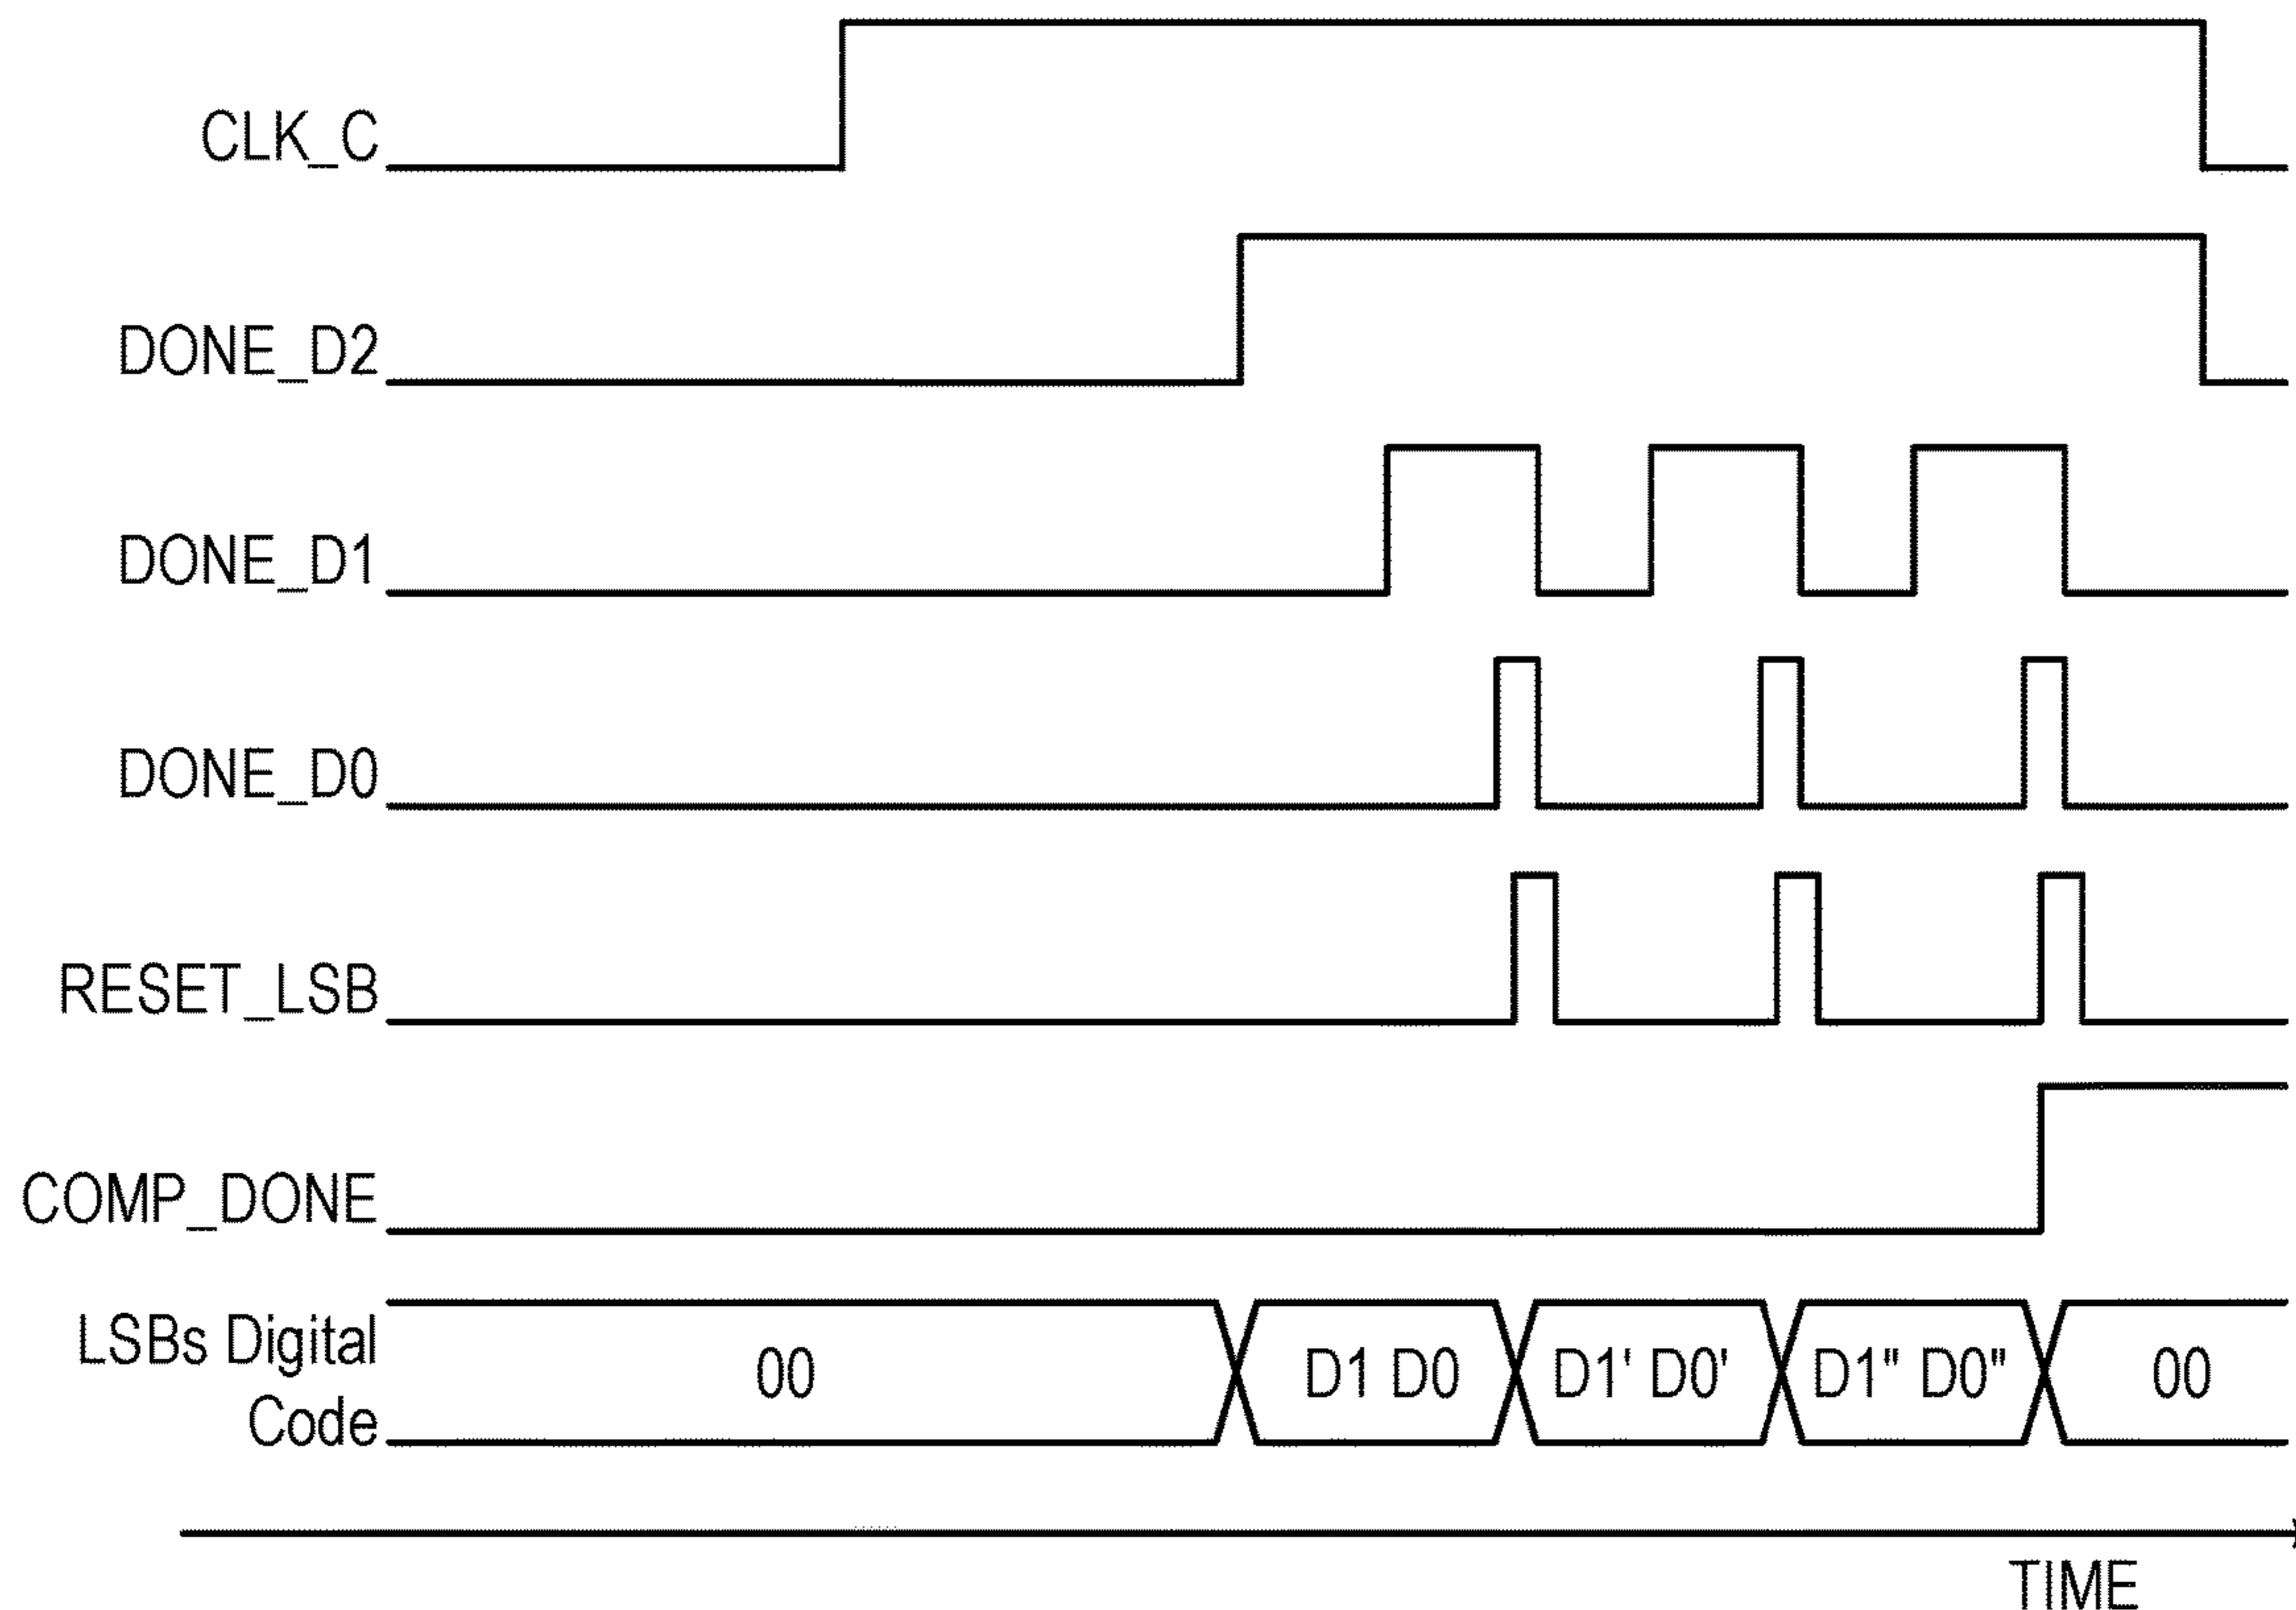 CLK_C
DONE_D2
DONE_D1
DONE_D0
RESET_LSB
COMP_DONE
LSBs Digital
Code
00
D1 D0
D1' D0'
D1" D0"
00
TIME